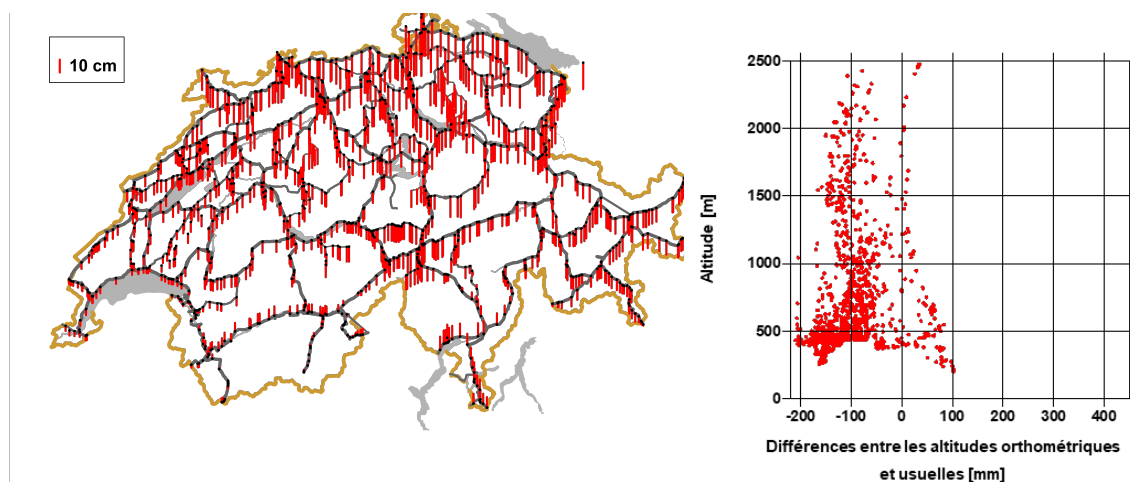 10 cm
2500
2000
1500
1000
500
0
Altitude [m]
-200 -100 0 100 200 300 400
Différences entre les altitudes orthométriques
et usuelles [mm]